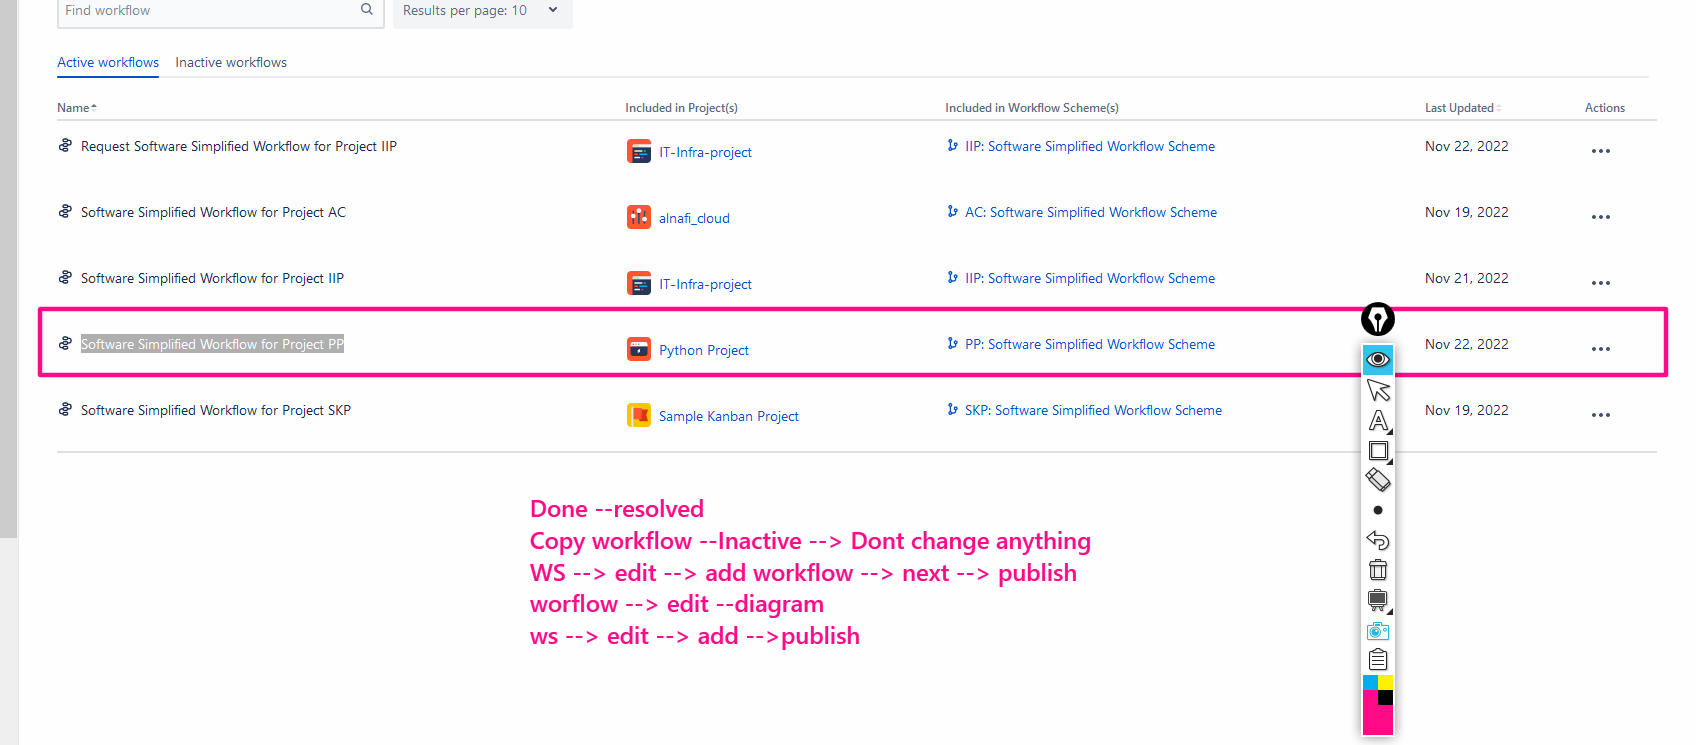 Find workflow
Results per page: 10
Active workflows Inactive workflows
Name Included in Project(s) Included in Workflow Scheme(s) Last Updated Actions
Request Software Simplified Workflow for Project IIP IT-Infra-project IIP: Software Simplified Workflow Scheme Nov 22, 2022
Software Simplified Workflow for Project AC alnafi_cloud AC: Software Simplified Workflow Scheme Nov 19, 2022
Software Simplified Workflow for Project IIP IT-Infra-project IIP: Software Simplified Workflow Scheme Nov 21, 2022
Software Simplified Workflow for Project PP Python Project PP: Software Simplified Workflow Scheme Nov 22, 2022
Software Simplified Workflow for Project SKP Sample Kanban Project SKP: Software Simplified Workflow Scheme Nov 19, 2022
Done --resolved
Copy workflow --Inactive --> Dont change anything
WS --> edit --> add workflow --> next --> publish
worflow --> edit --diagram
ws --> edit --> add -->publish